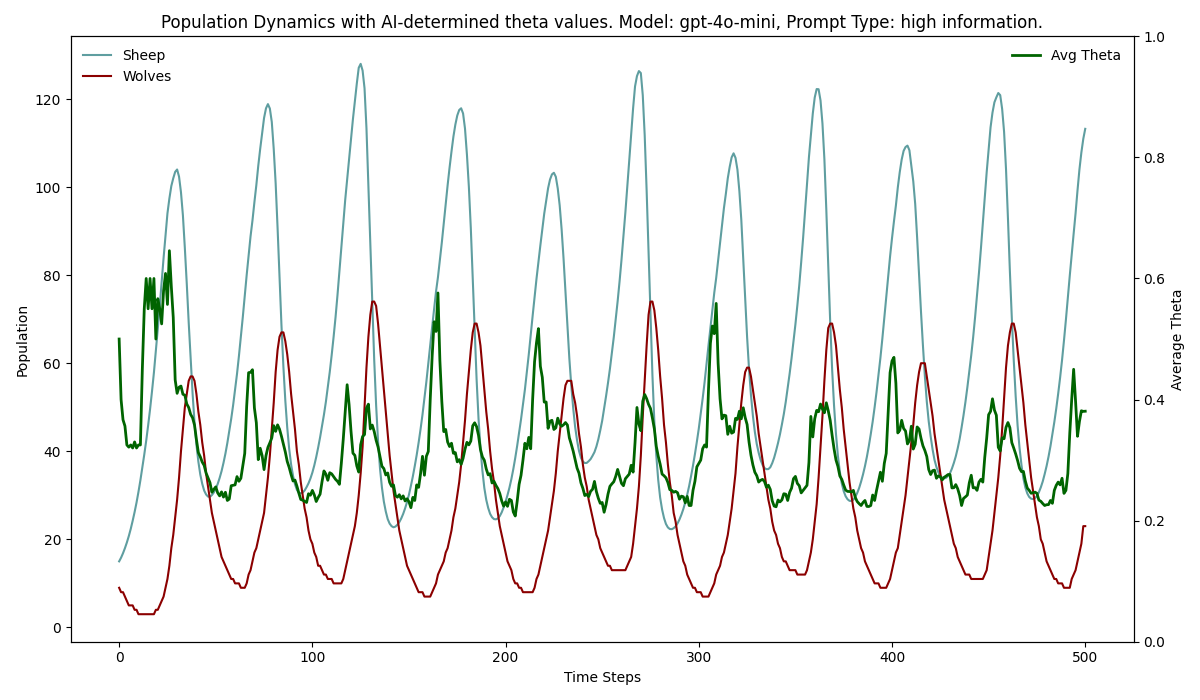 Population Dynamics with AI-determined theta values. Model: gpt-4o-mini, Prompt Type: high information.
Sheep
Wolves
Avg Theta
Population
0
20
40
60
80
100
120
0
100
200
300
400
500
Time Steps
0.0
0.2
0.4
0.6
0.8
1.0
Average Theta